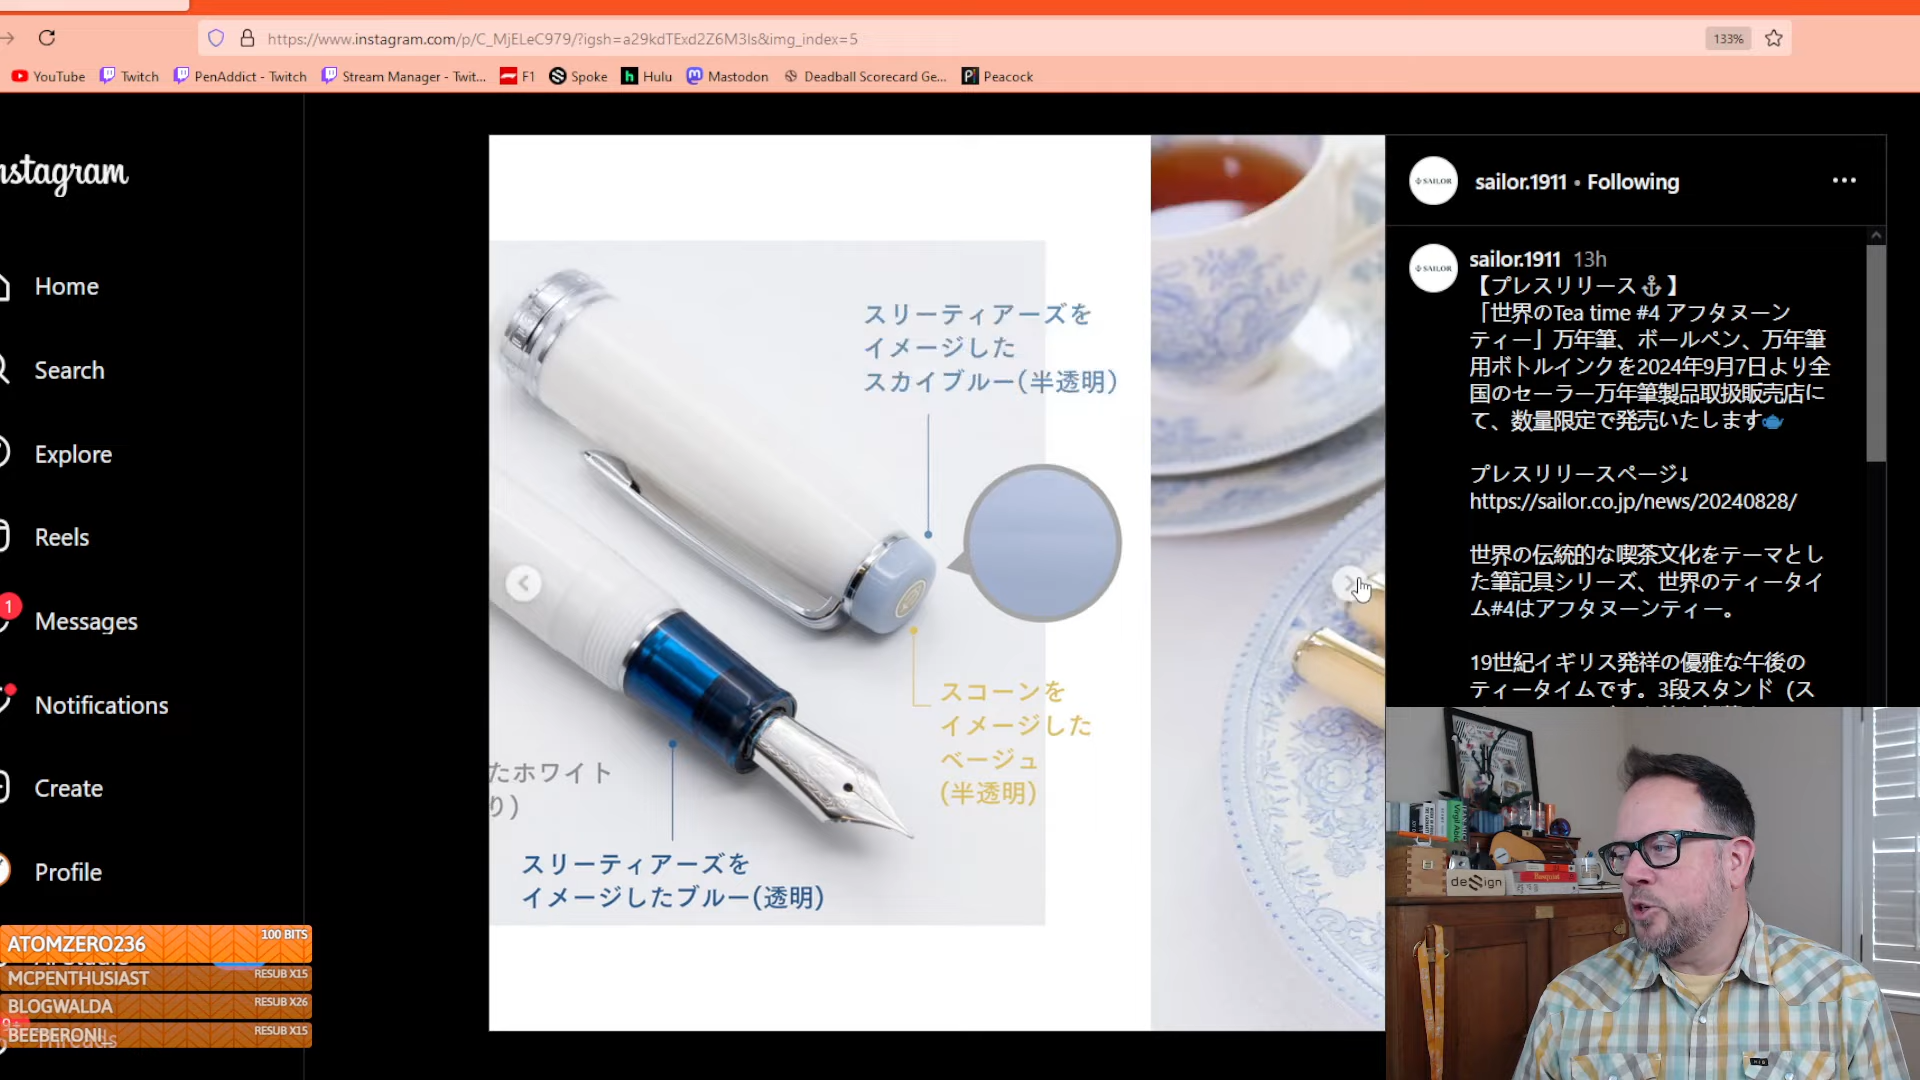 https://www.instagram.com/p/C_MjELeC979/?igsh=a29kdTExd2Z6M3ls&img_index=5
133%
YouTube
Twitch
PenAddict - Twitch
Stream Manager - Twit...
F1
Spoke
Hulu
Mastodon
Deadball Scorecard Ge...
Peacock
nstagram
Home
Search
Explore
Reels
1
Messages
Notifications
Create
Profile
ATOMZERO236 100 BITS
MCPENTHUSIAST RESUB X15
BLOGWALDA RESUB X26
BEEBERONI_ RESUB X15
スリーティアーズを
イメージした
スカイブルー(半透明)
スコーンを
イメージした
ベージュ
(半透明)
たホワイト
り)
スリーティアーズを
イメージしたブルー(透明)
SAILOR
sailor.1911 • Following
SAILOR
sailor.1911 13h
【プレスリリース⚓】
「世界のTea time #4 アフタヌーン
ティー」万年筆、ボールペン、万年筆
用ボトルインクを2024年9月7日より全
国のセーラー万年筆製品取扱販売店に
て、数量限定で発売いたします🫖
プレスリリースページ↓
https://sailor.co.jp/news/20240828/
世界の伝統的な喫茶文化をテーマとし
た筆記具シリーズ、世界のティータイ
ム#4はアフタヌーンティー。
19世紀イギリス発祥の優雅な午後の
ティータイムです。3段スタンド（ス